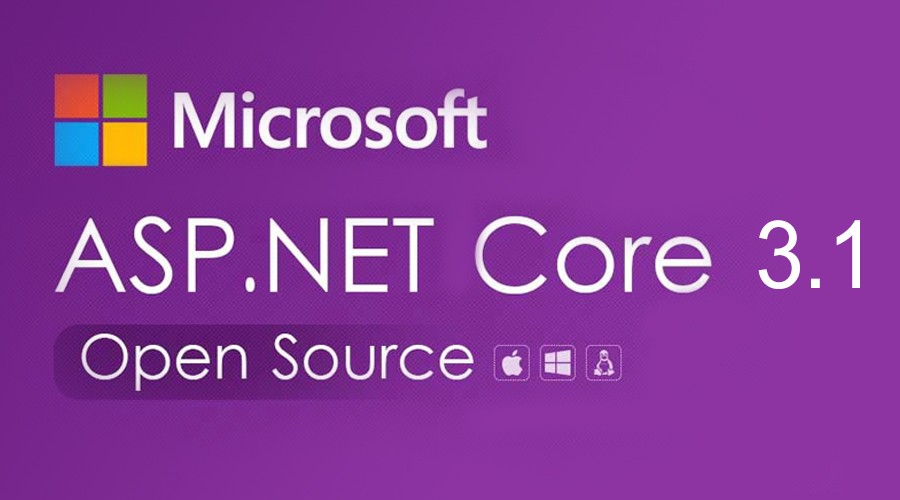 Microsoft
ASP.NET Core 3.1
Open Source